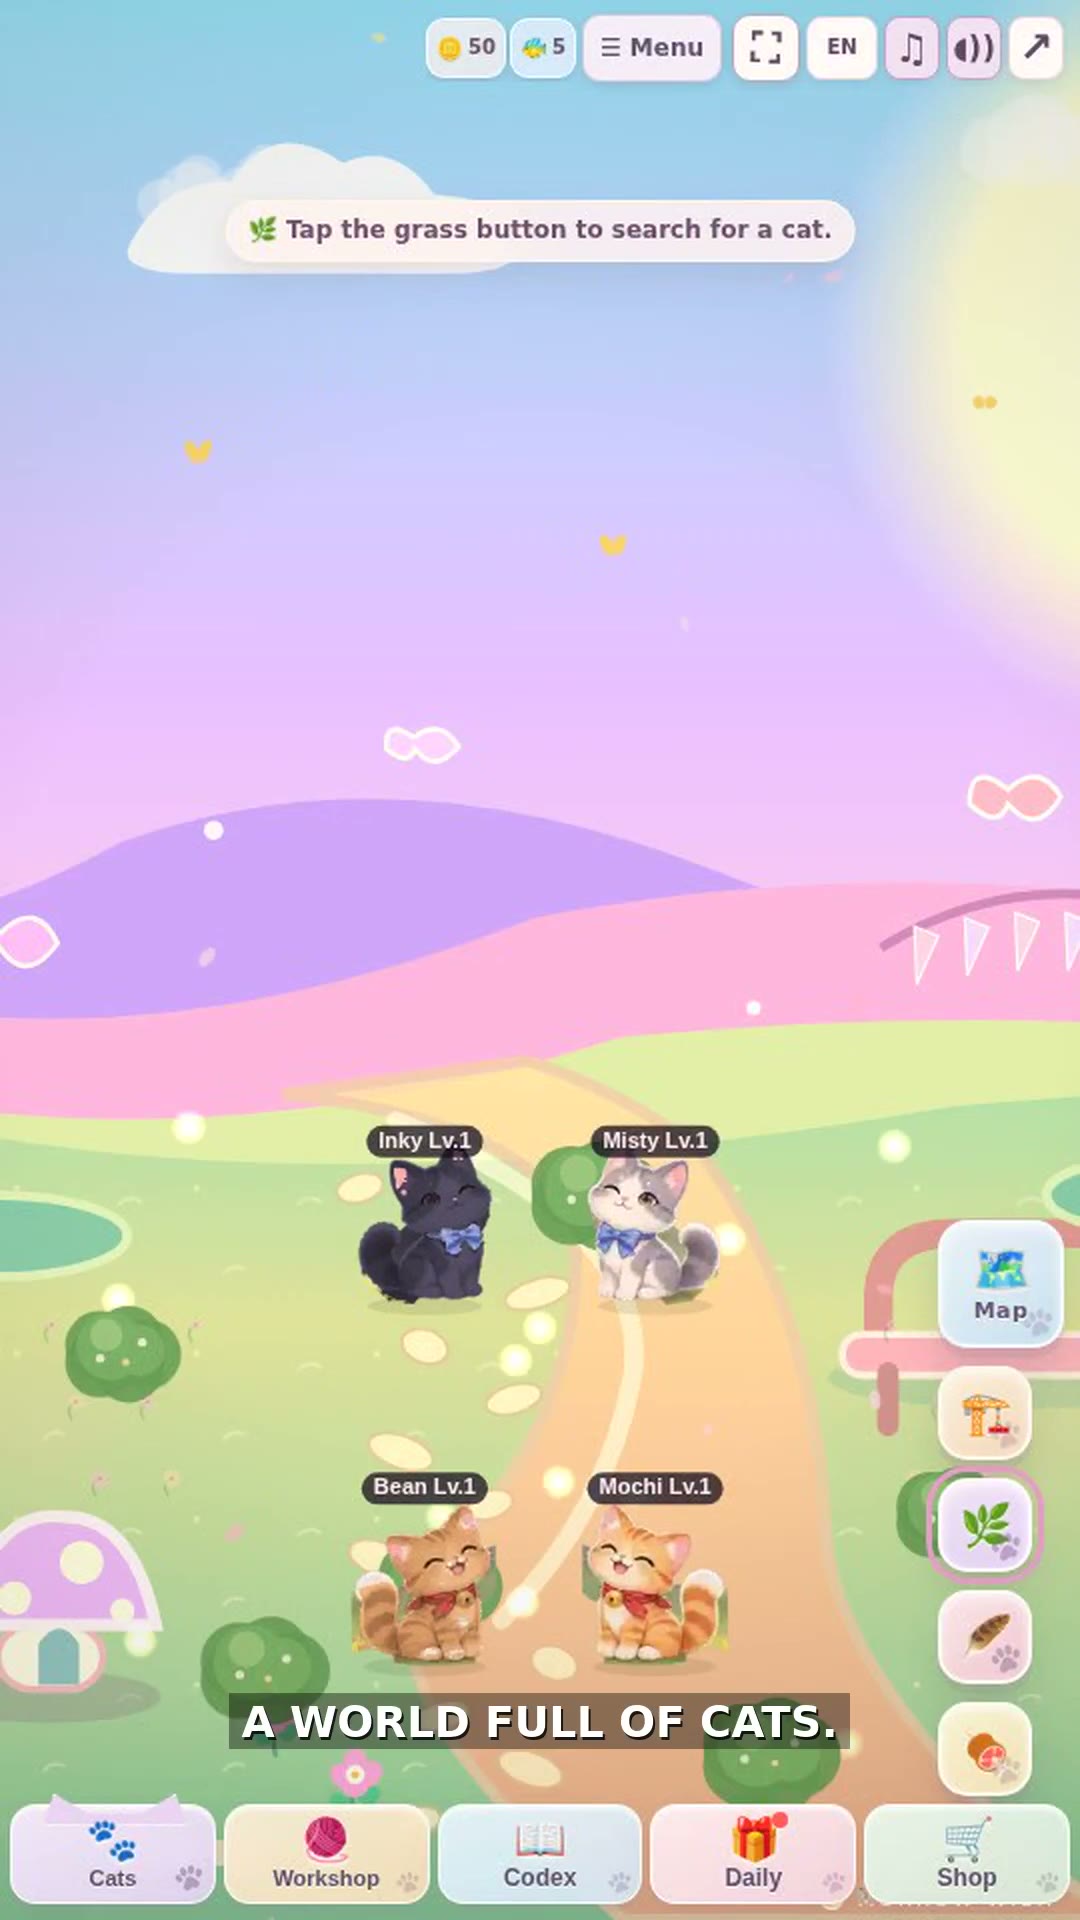 50
5
☰ Menu
EN
Tap the grass button to search for a cat.
Inky Lv.1
Misty Lv.1
Map
Bean Lv.1
Mochi Lv.1
A WORLD FULL OF CATS.
Cats
Workshop
Codex
Daily
Shop